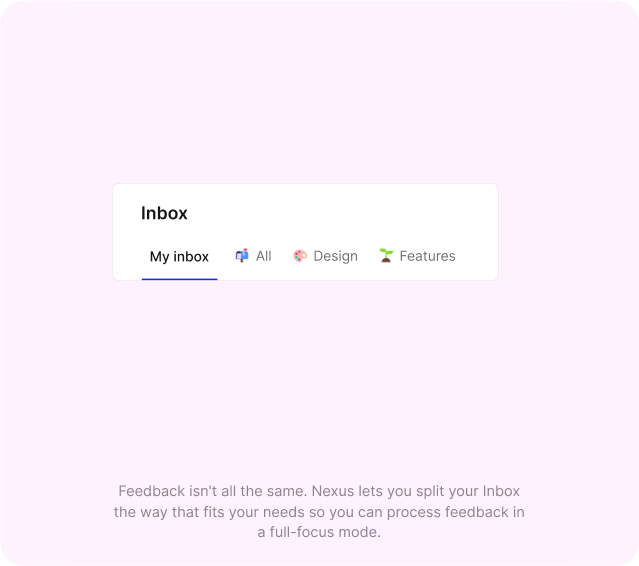 Inbox
My inbox All Design Features
Feedback isn't all the same. Nexus lets you split your Inbox
the way that fits your needs so you can process feedback in
a full-focus mode.